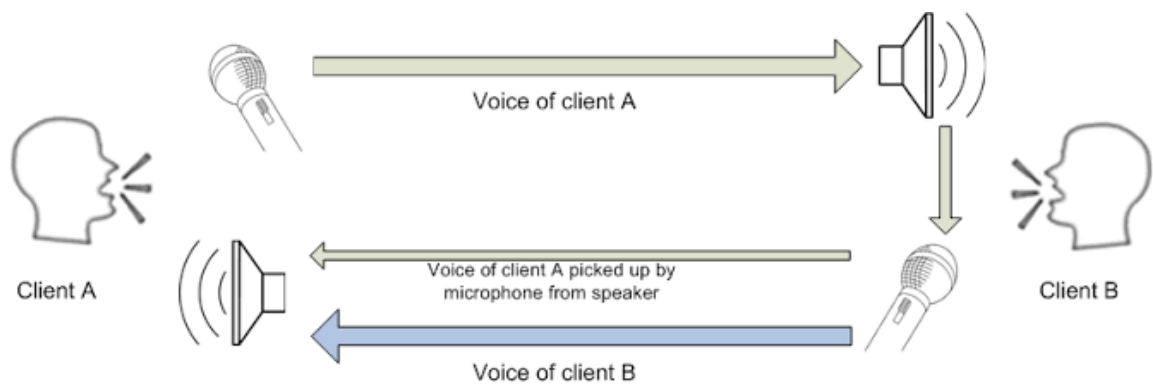 Voice of client A
Client A
Voice of client A picked up by
microphone from speaker
Client B
Voice of client B